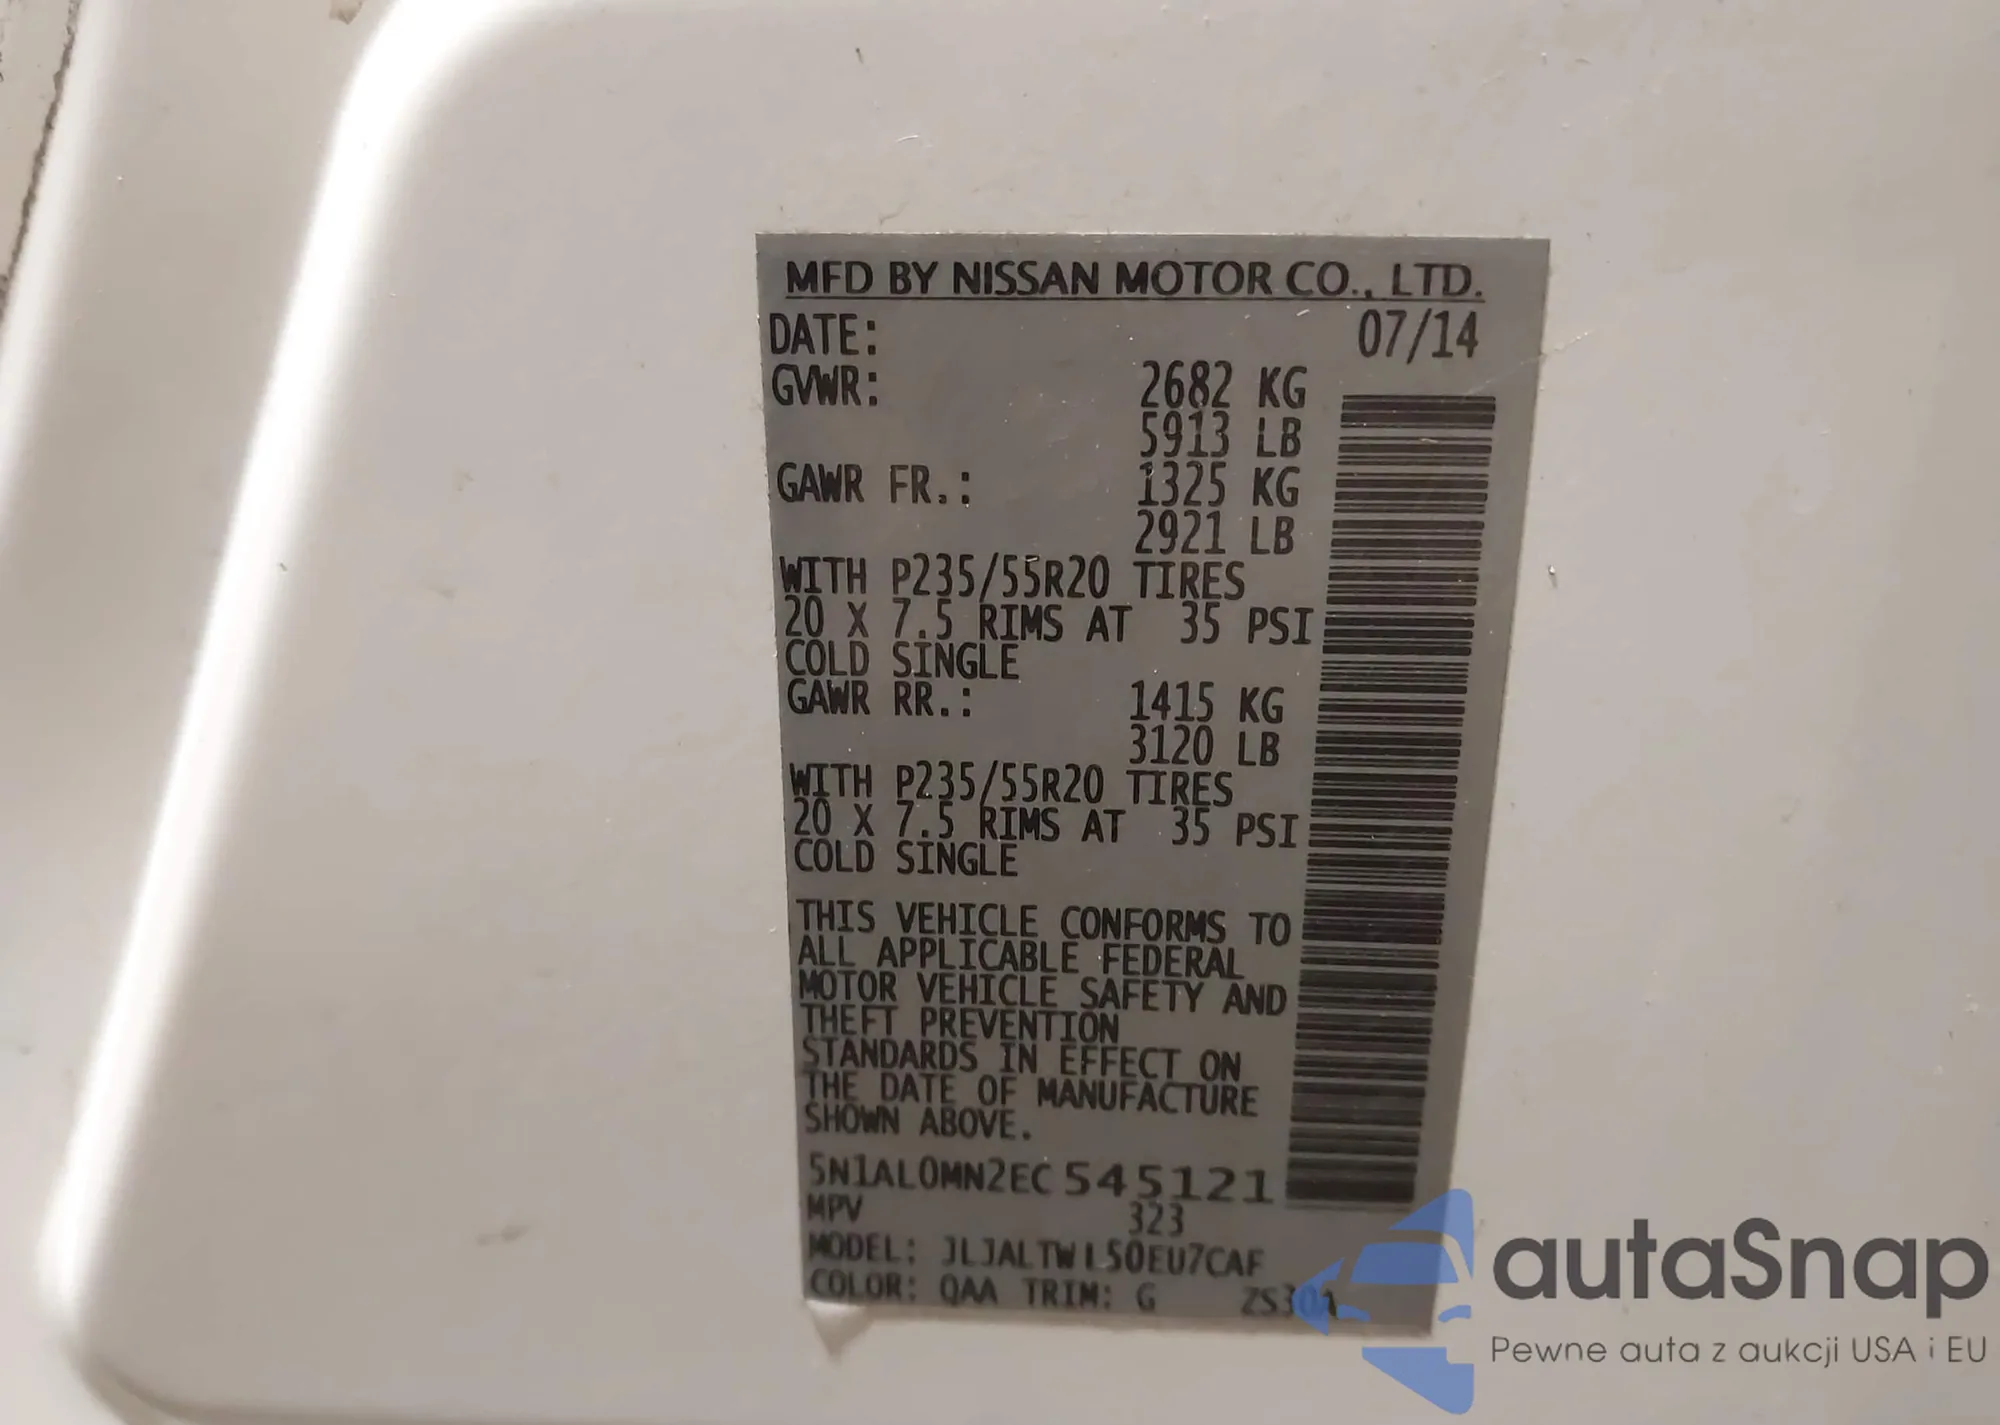 MFD BY NISSAN MOTOR CO., LTD.
DATE: 07/14
GVWR: 2682 KG
5913 LB
GAWR FR.: 1325 KG
2921 LB
WITH P235/55R20 TIRES
20 X 7.5 RIMS AT 35 PSI
COLD SINGLE
GAWR RR.: 1415 KG
3120 LB
WITH P235/55R20 TIRES
20 X 7.5 RIMS AT 35 PSI
COLD SINGLE
THIS VEHICLE CONFORMS TO
ALL APPLICABLE FEDERAL
MOTOR VEHICLE SAFETY AND
THEFT PREVENTION
STANDARDS IN EFFECT ON
THE DATE OF MANUFACTURE
SHOWN ABOVE.
5N1AL0MN2EC545121
MPV 323
MODEL:
COLOR: QAA TRIM: G
autaSnap
Pewne auta z aukcji USA i EU